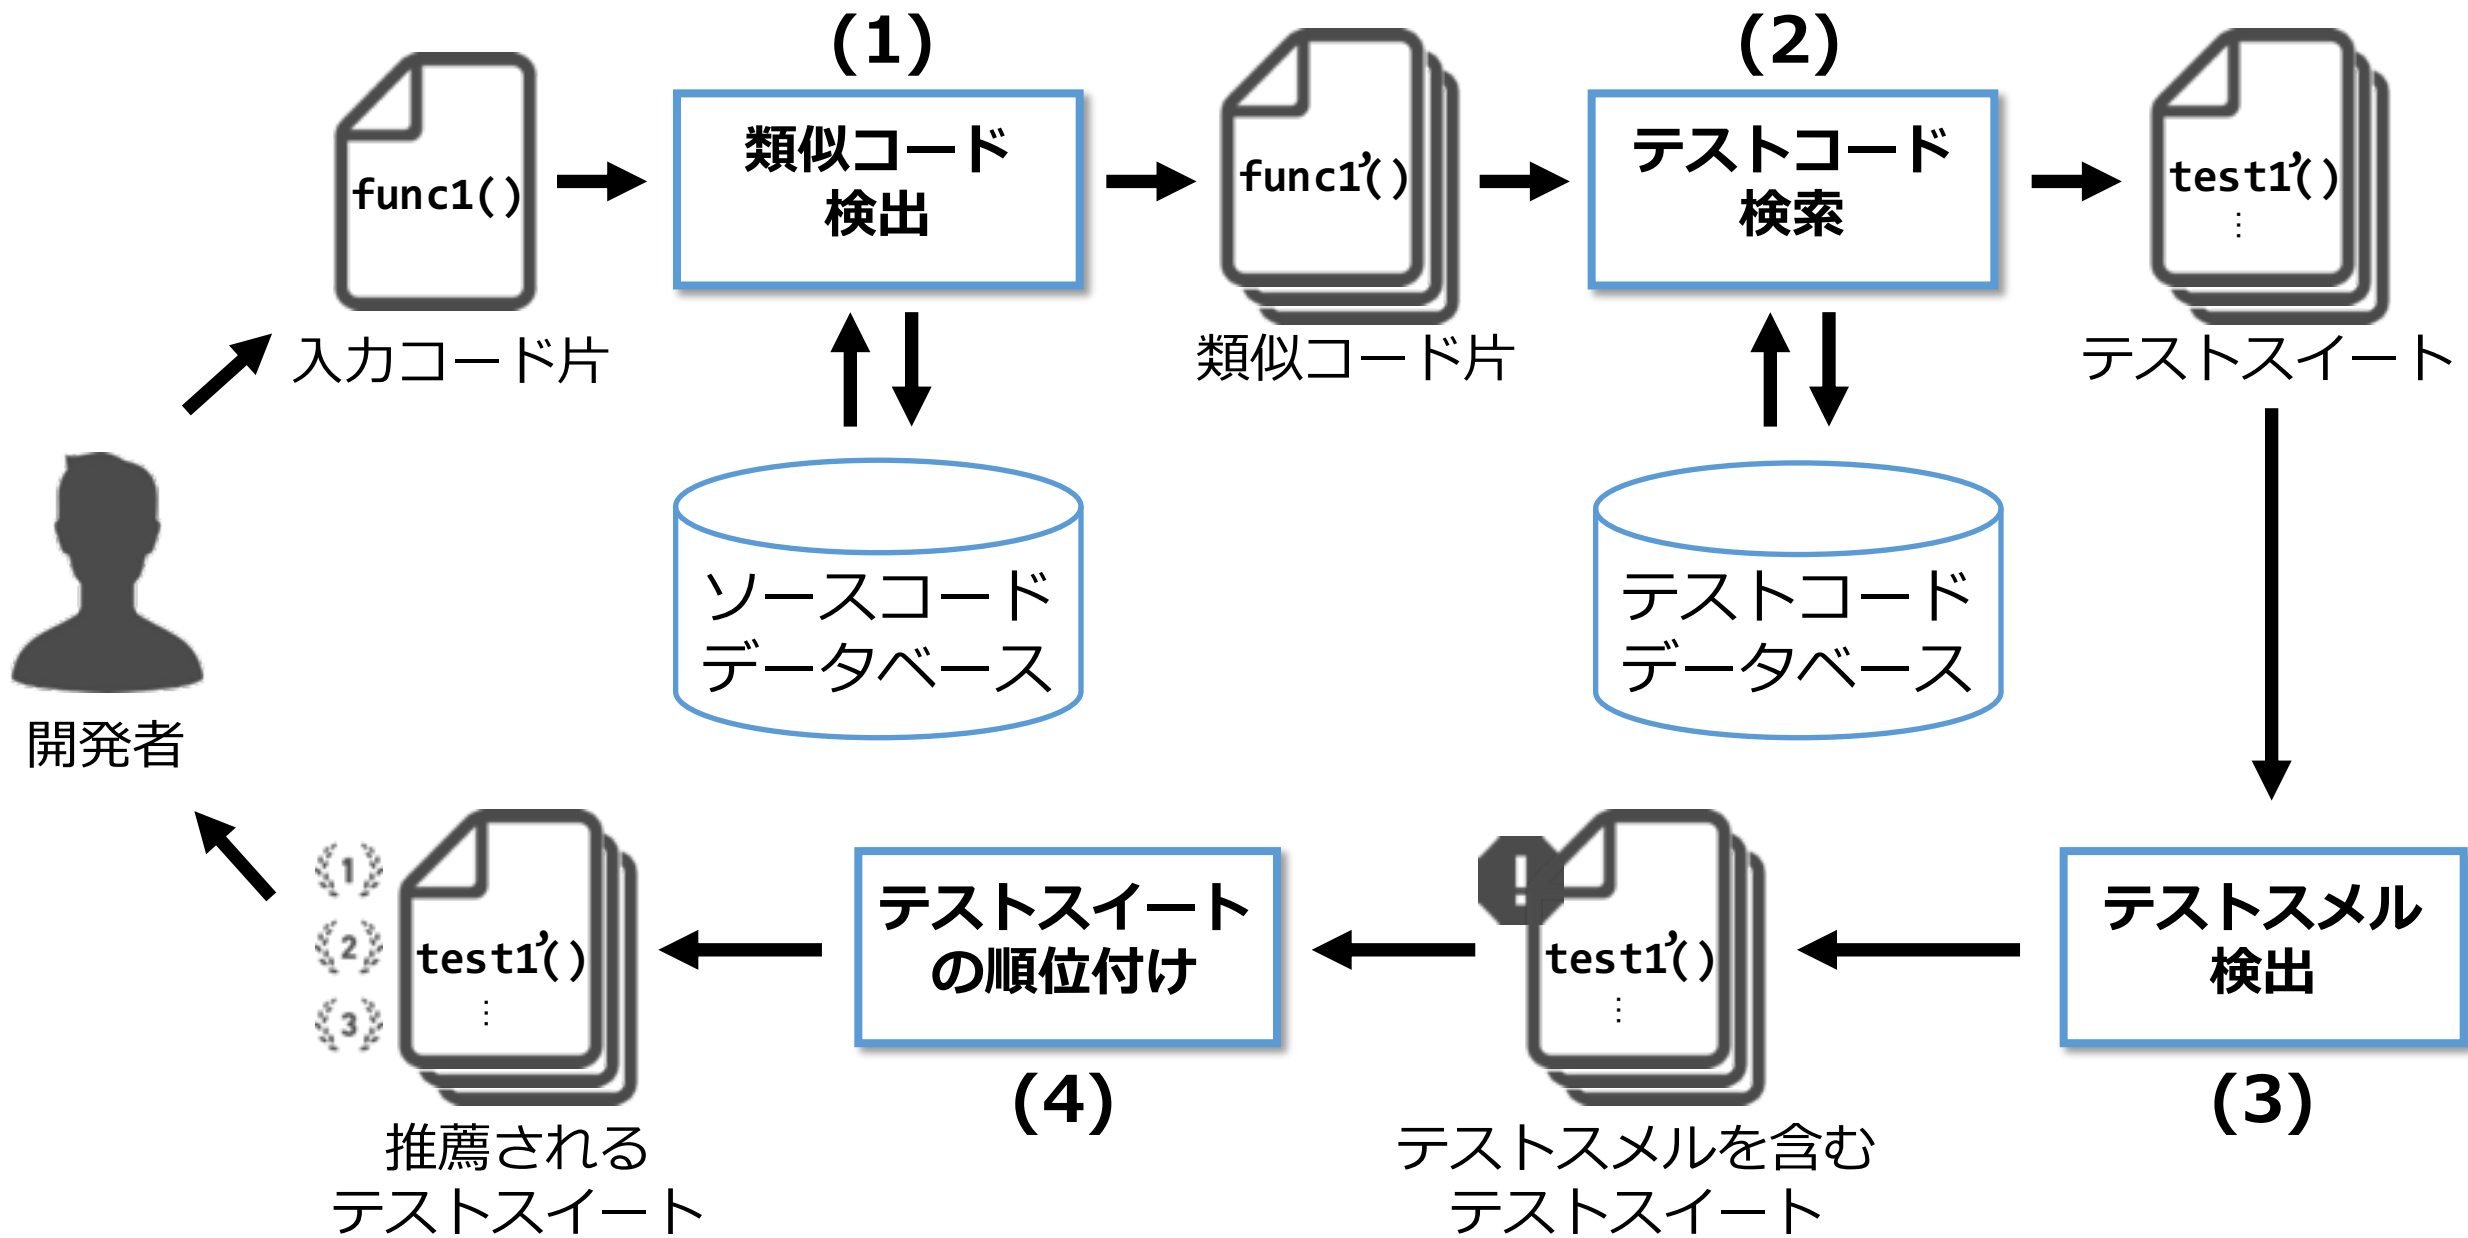 (1)
(2)
func1()
類似コード
検出
func1’()
テストコード
検索
test1’()
⋮
入力コード片
類似コード片
テストスイート
ソースコード
データベース
テストコード
データベース
開発者
1
2
3
test1’()
⋮
テストスイート
の順位付け
!
test1’()
⋮
テストスメル
検出
(4)
(3)
推薦される
テストスイート
テストスメルを含む
テストスイート